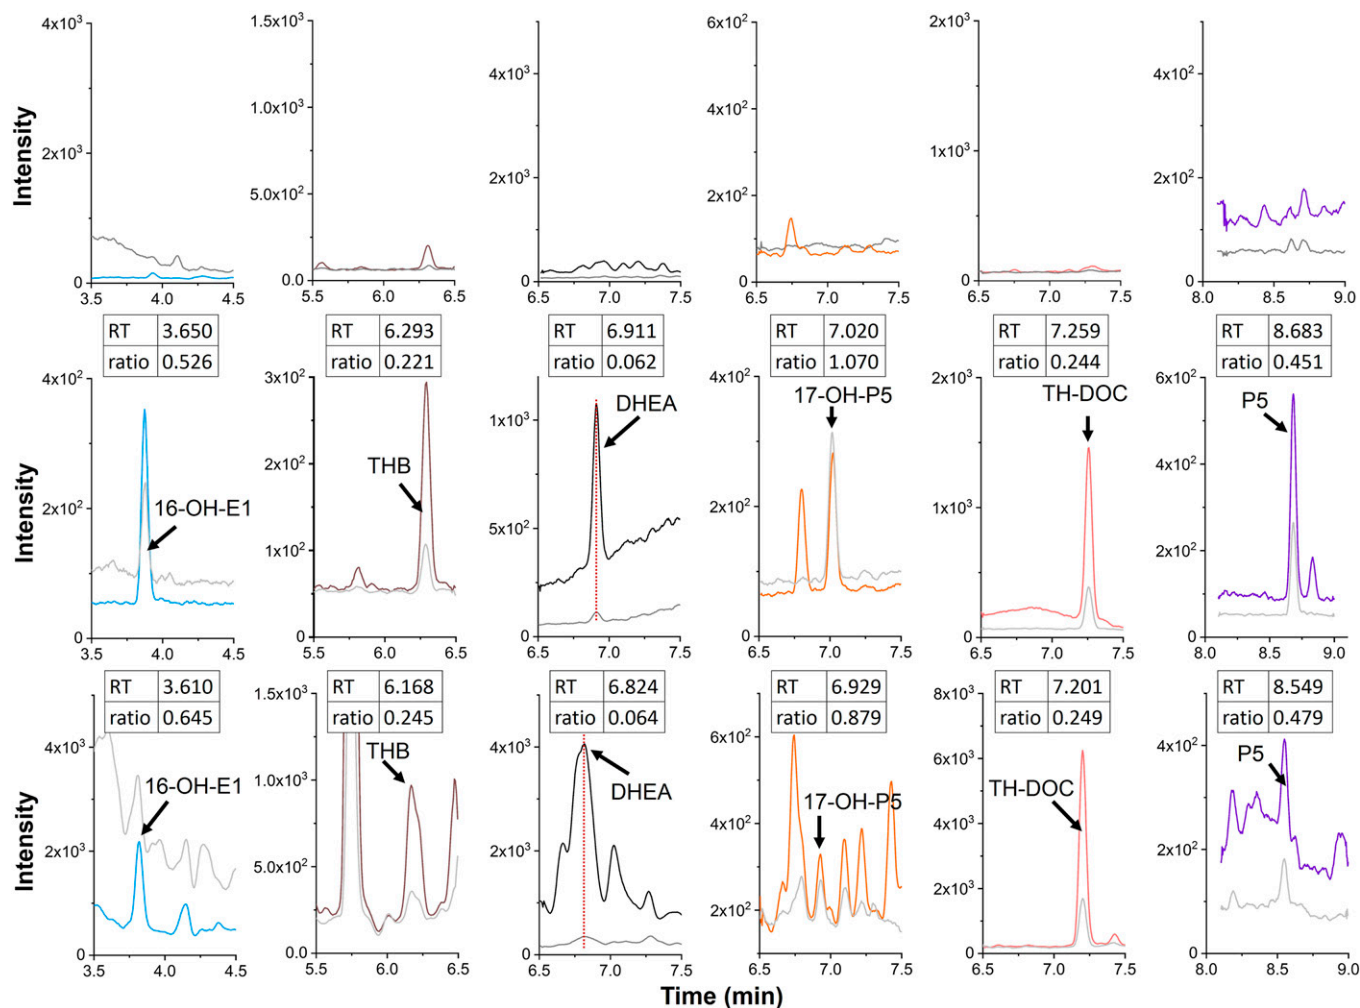 4x10³
2x10³
0
3.5 4.0 4.5
1.5x10³
1.0x10³
5.0x10²
0.0
5.5 6.0 6.5
4x10³
2x10³
0
6.5 7.0 7.5
6x10²
4x10²
2x10²
0
6.5 7.0 7.5
2x10³
1x10³
0
6.5 7.0 7.5
4x10²
2x10²
0
8.0 8.5 9.0
Intensity
RT 3.650
ratio 0.526
RT 6.293
ratio 0.221
RT 6.911
ratio 0.062
RT 7.020
ratio 1.070
RT 7.259
ratio 0.244
RT 8.683
ratio 0.451
4x10²
2x10²
0
16-OH-E1
3.5 4.0 4.5
3x10²
2x10²
1x10²
0
THB
5.5 6.0 6.5
1x10³
5x10²
0
DHEA
6.5 7.0 7.5
4x10²
2x10²
0
17-OH-P5
6.5 7.0 7.5
2x10³
1x10³
0
TH-DOC
6.5 7.0 7.5
6x10²
4x10²
2x10²
0
P5
8.0 8.5 9.0
Intensity
RT 3.610
ratio 0.645
RT 6.168
ratio 0.245
RT 6.824
ratio 0.064
RT 6.929
ratio 0.879
RT 7.201
ratio 0.249
RT 8.549
ratio 0.479
4x10³
2x10³
0
16-OH-E1
3.5 4.0 4.5
1.5x10³
1.0x10³
5.0x10²
0.0
THB
5.5 6.0 6.5
4x10³
2x10³
0
DHEA
6.5 7.0 7.5
6x10²
4x10²
2x10²
17-OH-P5
6.5 7.0 7.5
8x10³
6x10³
4x10³
2x10³
0
TH-DOC
6.5 7.0 7.5
4x10²
2x10²
0
P5
8.0 8.5 9.0
Intensity
Time (min)